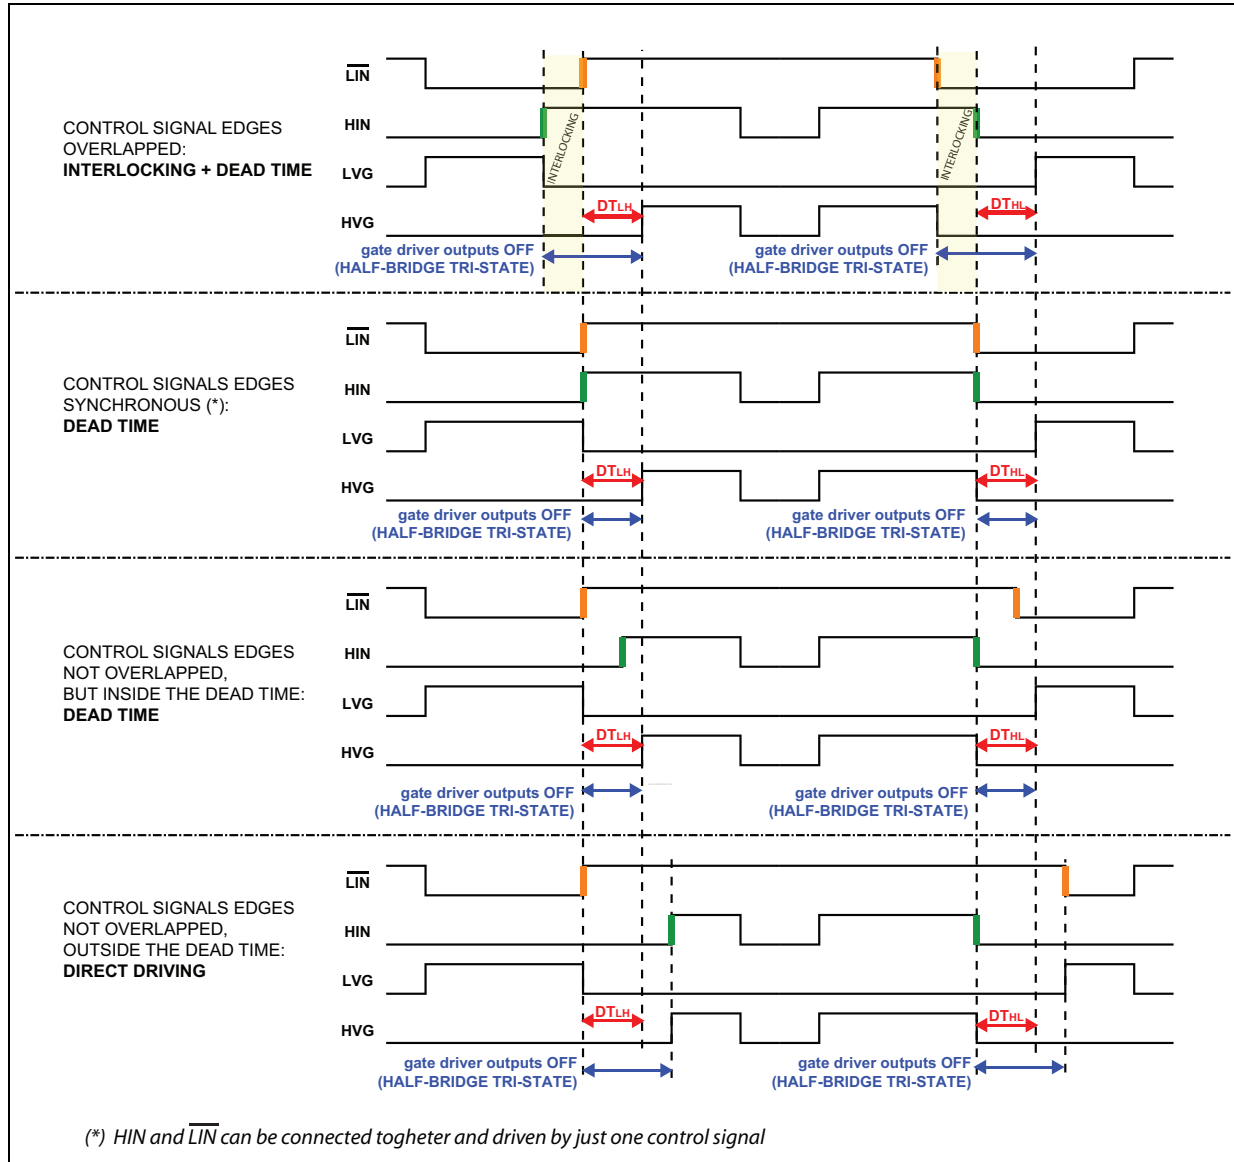 LIN
HIN
LVG
HVG
CONTROL SIGNAL EDGES
OVERLAPPED:
INTERLOCKING + DEAD TIME
INTERLOCKING
INTERLOCKING
DTLH
DTHL
gate driver outputs OFF
(HALF-BRIDGE TRI-STATE)
gate driver outputs OFF
(HALF-BRIDGE TRI-STATE)
LIN
HIN
LVG
HVG
CONTROL SIGNALS EDGES
SYNCHRONOUS (*):
DEAD TIME
DTLH
DTHL
gate driver outputs OFF
(HALF-BRIDGE TRI-STATE)
gate driver outputs OFF
(HALF-BRIDGE TRI-STATE)
LIN
HIN
LVG
HVG
CONTROL SIGNALS EDGES
NOT OVERLAPPED,
BUT INSIDE THE DEAD TIME:
DEAD TIME
DTLH
DTHL
gate driver outputs OFF
(HALF-BRIDGE TRI-STATE)
gate driver outputs OFF
(HALF-BRIDGE TRI-STATE)
LIN
HIN
LVG
HVG
CONTROL SIGNALS EDGES
NOT OVERLAPPED,
OUTSIDE THE DEAD TIME:
DIRECT DRIVING
DTLH
DTHL
gate driver outputs OFF
(HALF-BRIDGE TRI-STATE)
gate driver outputs OFF
(HALF-BRIDGE TRI-STATE)
(*) HIN and LIN can be connected togheter and driven by just one control signal